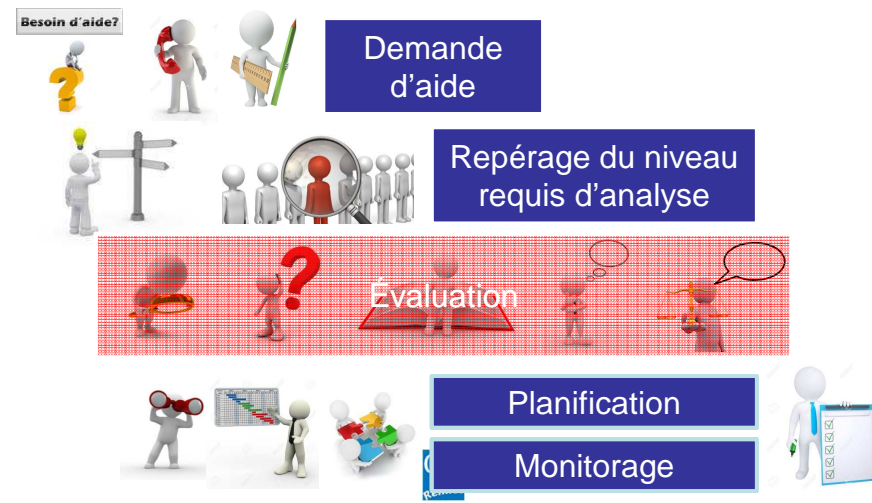 Besoin d'aide?
Demande
d'aide
Repérage du niveau
requis d'analyse
Évaluation
Planification
Monitorage